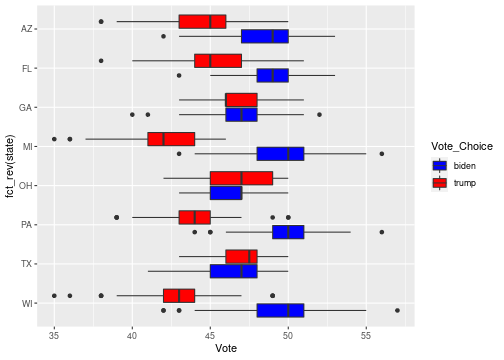 AZ
FL
GA
MI
OH
PA
TX
WI
fct_rev(state)
35 40 45 50 55
Vote
Vote_Choice
biden
trump